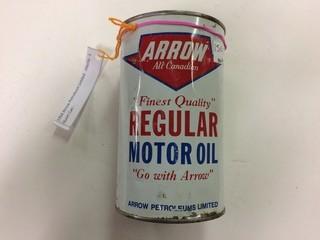 ARROW
All Canadian
"Finest Quality"
REGULAR
MOTOR OIL
"Go with Arrow"
ARROW PETROLEUMS LIMITED